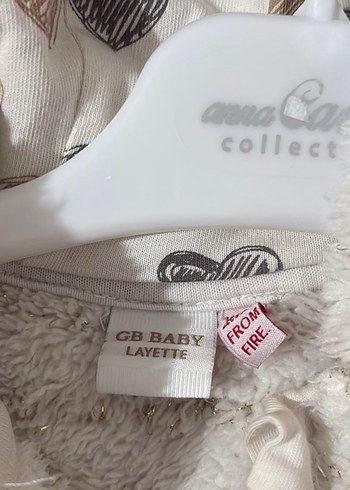 anna
collect
GB BABY
LAYETTE
FROM
FIRE.